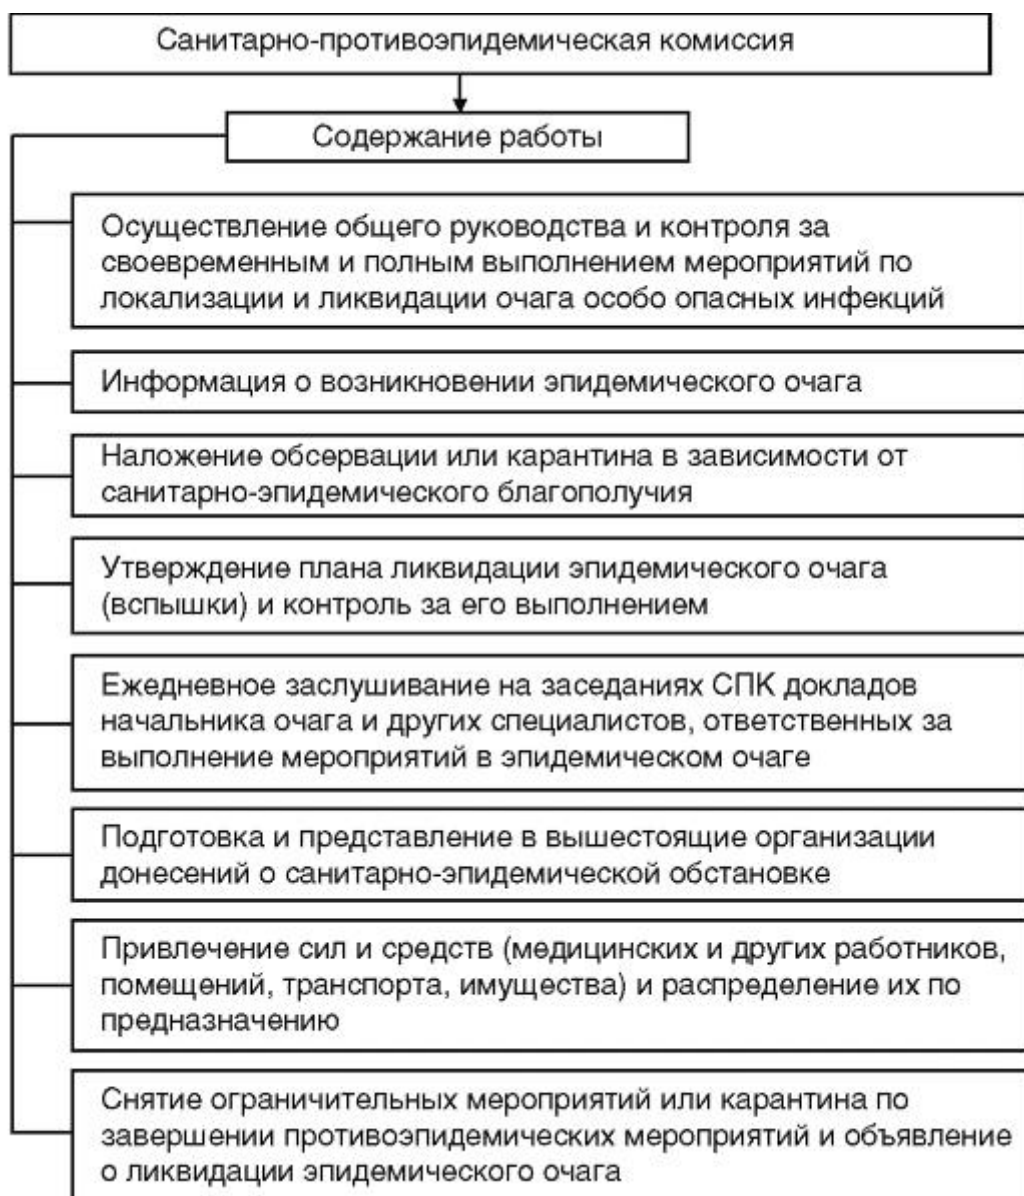 Санитарно-противоэпидемическая комиссия
Содержание работы
Осуществление общего руководства и контроля за
своевременным и полным выполнением мероприятий по
локализации и ликвидации очага особо опасных инфекций
Информация о возникновении эпидемического очага
Наложение обсервации или карантина в зависимости от
санитарно-эпидемического благополучия
Утверждение плана ликвидации эпидемического очага
(вспышки) и контроль за его выполнением
Ежедневное заслушивание на заседаниях СПК докладов
начальника очага и других специалистов, ответственных за
выполнение мероприятий в эпидемическом очаге
Подготовка и представление в вышестоящие организации
донесений о санитарно-эпидемической обстановке
Привлечение сил и средств (медицинских и других работников,
помещений, транспорта, имущества) и распределение их по
предназначению
Снятие ограничительных мероприятий или карантина по
завершении противоэпидемических мероприятий и объявление
о ликвидации эпидемического очага